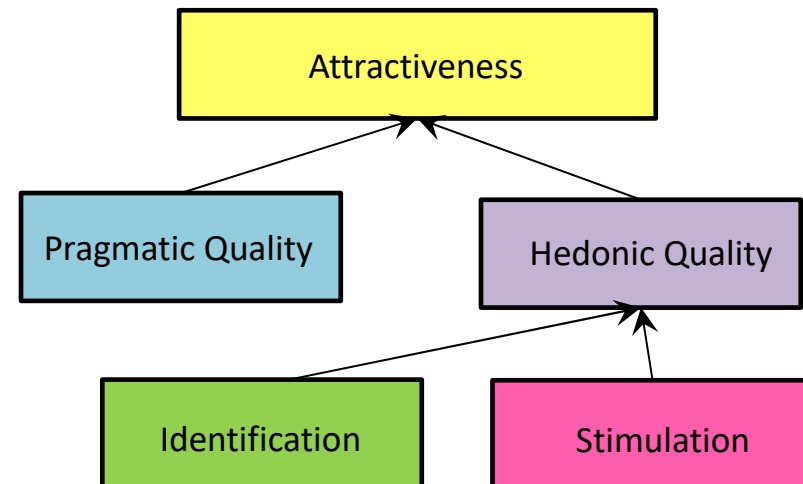 Attractiveness
Pragmatic Quality
Hedonic Quality
Identification
Stimulation